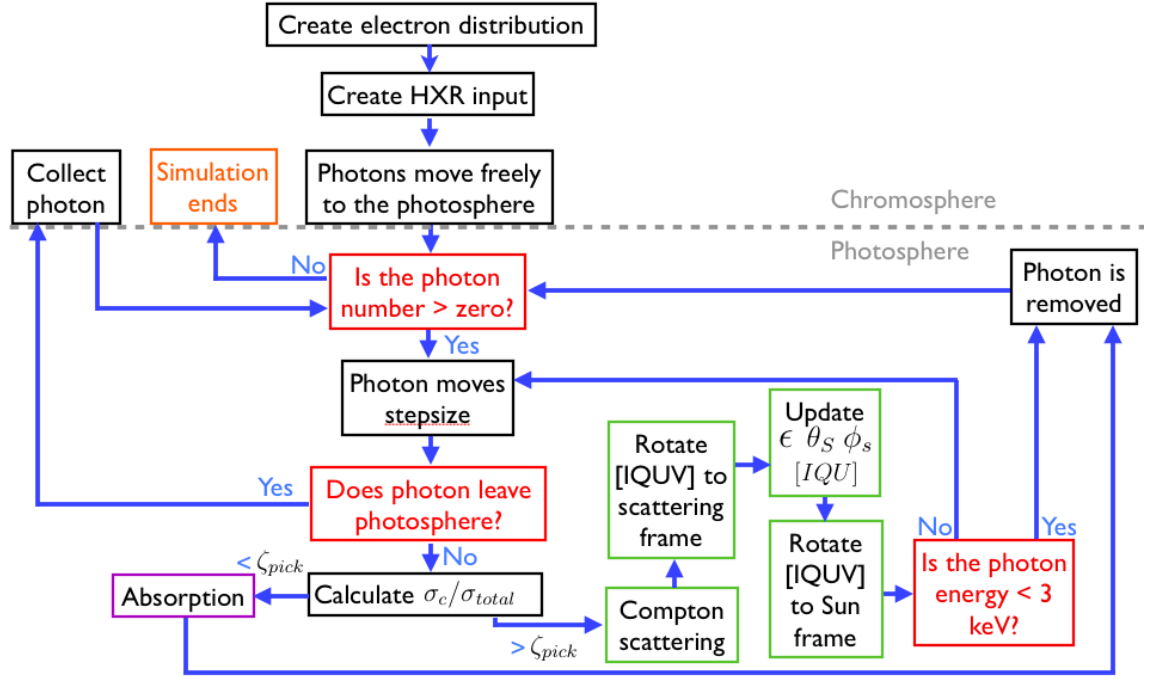 Create electron distribution
Create HXR input
Collect
photon
Simulation
ends
Photons move freely
to the photosphere
Chromosphere
Photosphere
No
Is the photon
number > zero?
Photon is
removed
Yes
Photon moves
stepsize
Update
ϵ θ_S ϕ_s
[IQU]
Rotate
[IQUV] to
scattering
frame
Yes
Does photon leave
photosphere?
No
No
Yes
Rotate
[IQUV]
to Sun
frame
Is the photon
energy < 3
keV?
< ζ_pick
Absorption
Calculate σ_c/σ_total
Compton
scattering
> ζ_pick